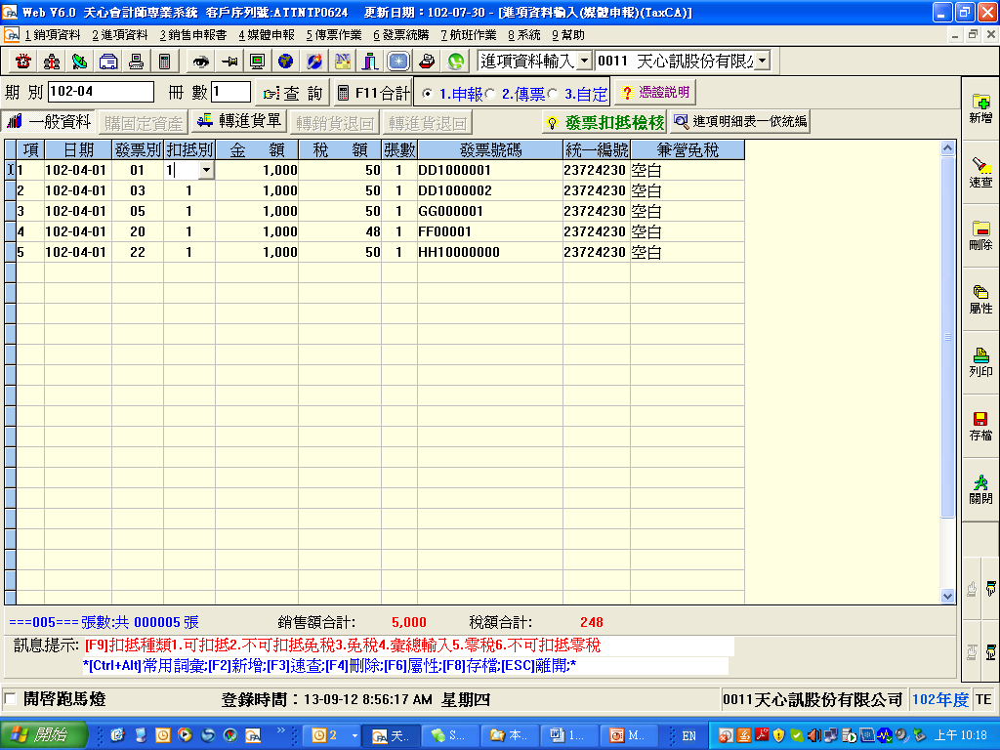 Web V6.0 天心會計師專業系統 客戶序列號:ATTNTP0624 更新日期：102-07-30 - [進項資料輸入(媒體申報)(TaxCA)]
1銷項資料 2進項資料 3銷售申報書 4媒體申報 5傳票作業 6發票統購 7航班作業 8系統 9幫助
進項資料輸入 0011 天心訊股份有限
期 別 102-04 冊 數 1 查 詢 F11合計 1.申報 2.傳票 3.自定 ? 憑證說明
一般資料 購固定資產 轉進貨單 轉銷貨退回 轉進貨退回 發票扣抵檢核 進項明細表一依統編
項 日期 發票別 扣抵別 金 額 稅 額 張數 發票號碼 統一編號 兼營免稅
1 102-04-01 01 1 1,000 50 1 DD1000001 23724230 空白
2 102-04-01 03 1 1,000 50 1 DD1000002 23724230 空白
3 102-04-01 05 1 1,000 50 1 GG000001 23724230 空白
4 102-04-01 20 1 1,000 48 1 FF00001 23724230 空白
5 102-04-01 22 1 1,000 50 1 HH10000000 23724230 空白
新增
速查
刪除
屬性
列印
存檔
關閉
===005=== 張數:共 000005 張 銷售額合計: 5,000 稅額合計: 248
訊息提示: [F9]扣抵種類1.可扣抵2.不可扣抵免稅3.免稅4.彙總輸入5.零稅6.不可扣抵零稅
*[Ctrl+Alt]常用詞彙;[F2]新增;[F3]速查;[F4]刪除;[F6]屬性;[F8]存檔;[ESC]離開;*
開啓跑馬燈 登錄時間：13-09-12 8:56:17 AM 星期四 0011天心訊股份有限公司 102年度 TE
開始 2 天.. S... 本.. 1... M... EN 上午 10:18